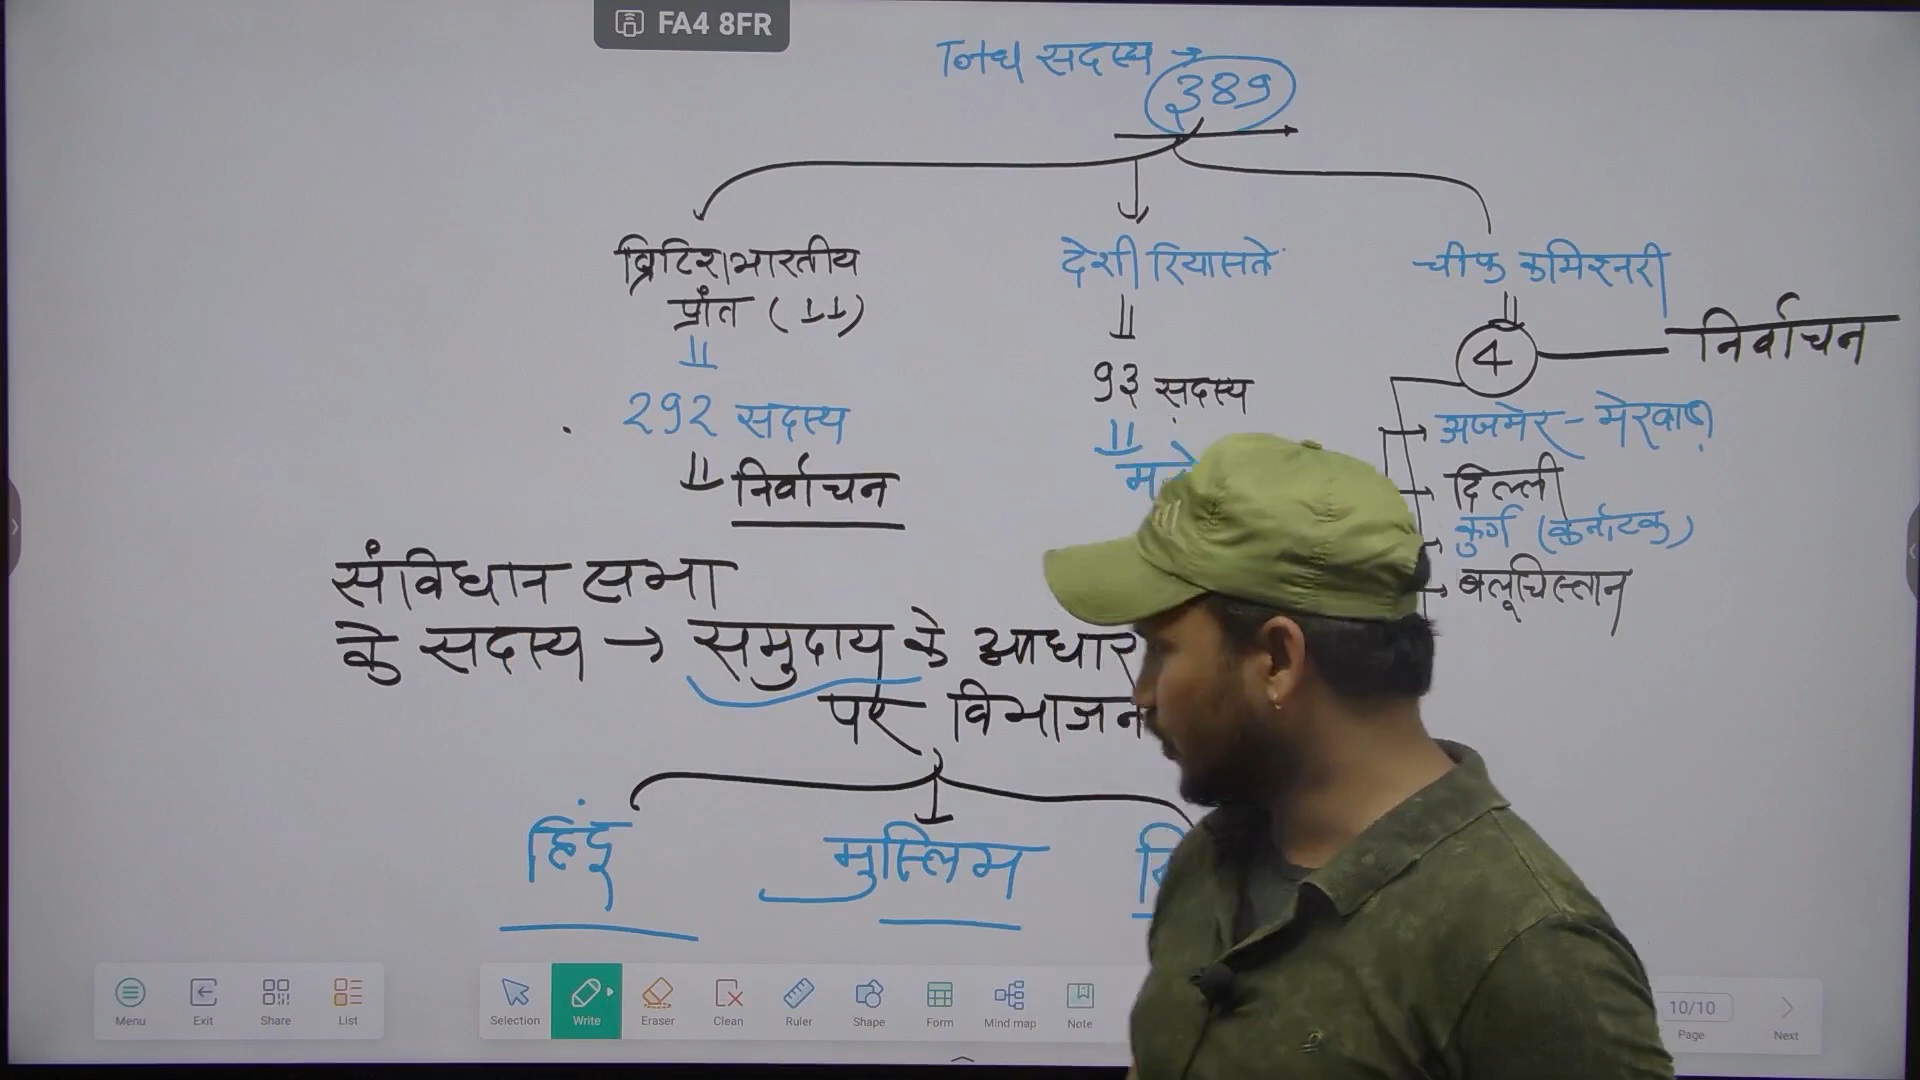 FA4 8FR
Total सदस्य →
389
ब्रिटिश भारतीय
प्रांत (11)
292 सदस्य
निर्वाचन
देशी रियासतें
93 सदस्य
चीफ कमिश्नरी
4
निर्वाचन
अजमेर - मेरवाड़ा
दिल्ली
कुर्ग (कर्नाटक)
बलूचिस्तान
संविधान सभा
के सदस्य → समुदाय के आधार
पर विभाजन
हिंदु मुस्लिम
Menu Exit Share List Selection Write Eraser Clean Ruler Shape Form Mind map Note
10/10
Page Next